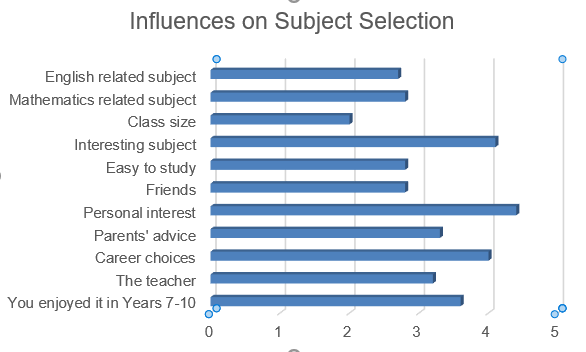 Influences on Subject Selection
English related subject
Mathematics related subject
Class size
Interesting subject
Easy to study
Friends
Personal interest
Parents' advice
Career choices
The teacher
You enjoyed it in Years 7-10
0 1 2 3 4 5